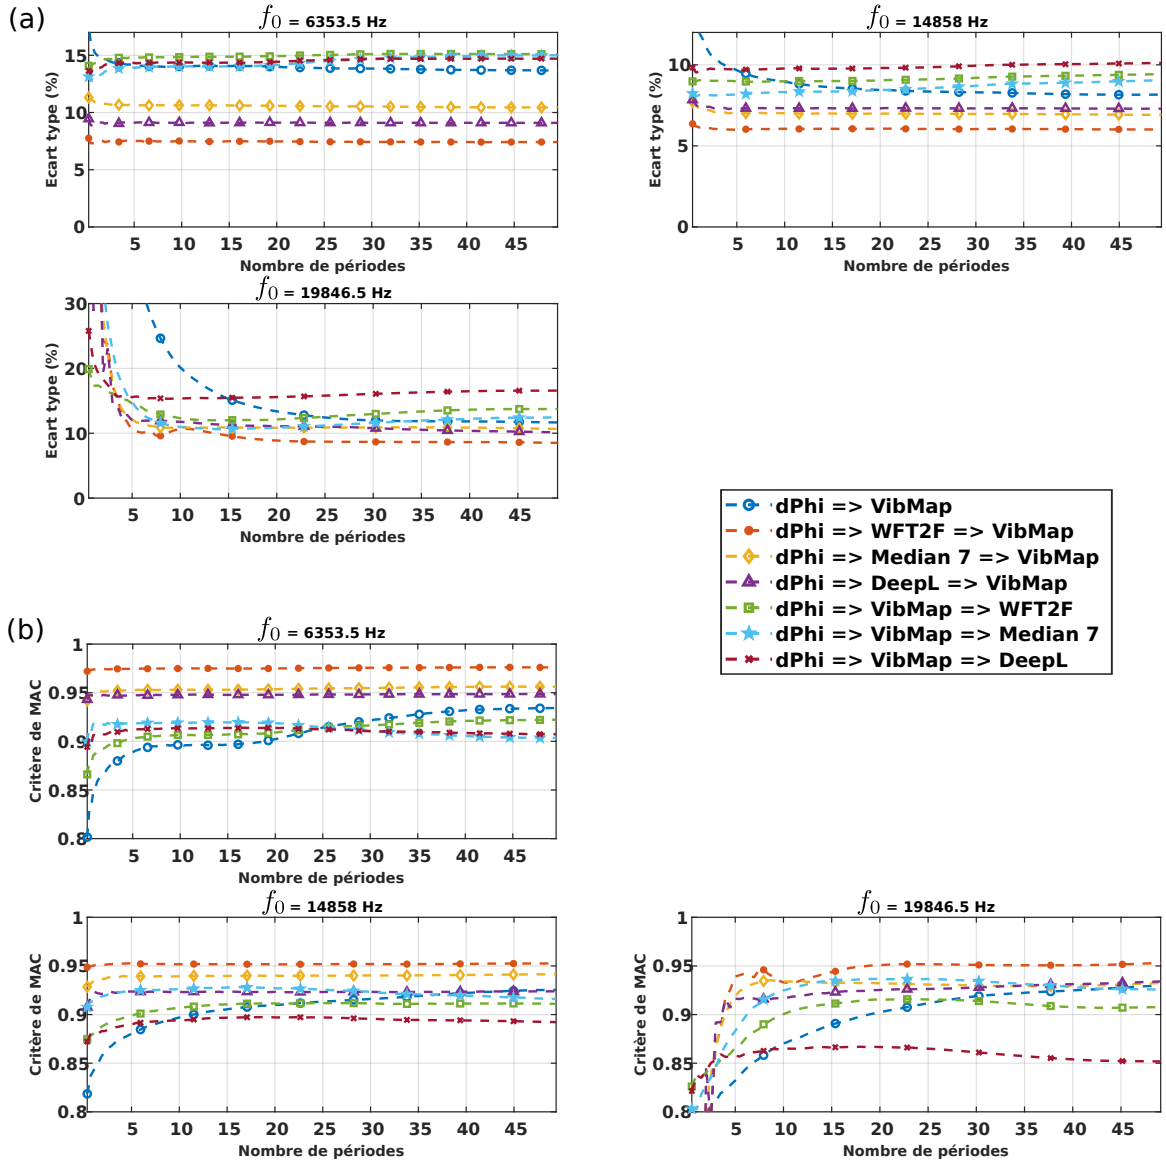 (a)
f0 = 6353.5 Hz
Ecart type (%)
15
10
5
0
5 10 15 20 25 30 35 40 45
Nombre de périodes
f0 = 14858 Hz
Ecart type (%)
10
5
0
5 10 15 20 25 30 35 40 45
Nombre de périodes
f0 = 19846.5 Hz
Ecart type (%)
30
20
10
0
5 10 15 20 25 30 35 40 45
Nombre de périodes
dPhi => VibMap
dPhi => WFT2F => VibMap
dPhi => Median 7 => VibMap
dPhi => DeepL => VibMap
dPhi => VibMap => WFT2F
dPhi => VibMap => Median 7
dPhi => VibMap => DeepL
(b)
f0 = 6353.5 Hz
Critère de MAC
1
0.95
0.9
0.85
0.8
5 10 15 20 25 30 35 40 45
Nombre de périodes
f0 = 14858 Hz
Critère de MAC
1
0.95
0.9
0.85
0.8
5 10 15 20 25 30 35 40 45
Nombre de périodes
f0 = 19846.5 Hz
Critère de MAC
1
0.95
0.9
0.85
0.8
5 10 15 20 25 30 35 40 45
Nombre de périodes